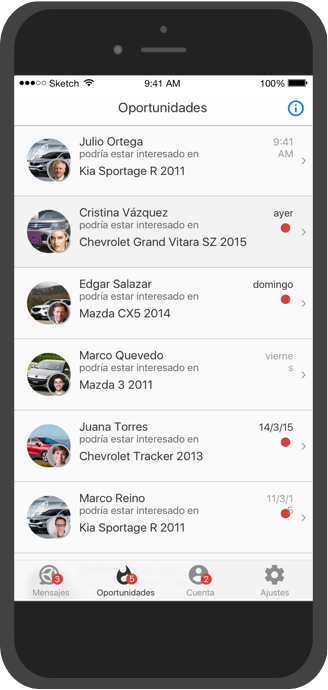 Sketch 9:41 AM 100%
Oportunidades
Julio Ortega 9:41
podría estar interesado en AM
Kia Sportage R 2011
Cristina Vázquez ayer
podría estar interesado en
Chevrolet Grand Vitara SZ 2015
Edgar Salazar domingo
podría estar interesado en
Mazda CX5 2014
Marco Quevedo vierne
podría estar interesado en s
Mazda 3 2011
Juana Torres 14/3/15
podría estar interesado en
Chevrolet Tracker 2013
Marco Reino 11/3/1
podría estar interesado en 5
Kia Sportage R 2011
3 5 2
Mensajes Oportunidades Cuenta Ajustes